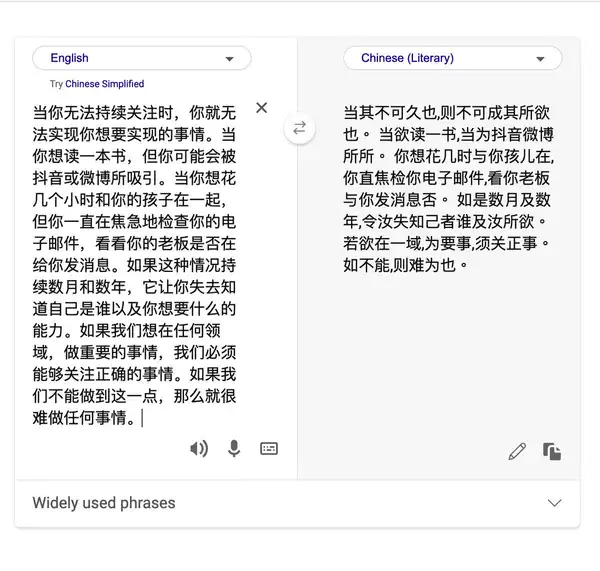 English
Try Chinese Simplified
当你无法持续关注时，你就无
法实现你想要实现的事情。当
你想读一本书，但你可能会被
抖音或微博所吸引。当你想花
几个小时和你的孩子在一起，
但你一直在焦急地检查你的电
子邮件，看看你的老板是否在
给你发消息。如果这种情况持
续数月和数年，它让你失去知
道自己是谁以及你想要什么的
能力。如果我们想在任何领
域，做重要的事情，我们必须
能够关注正确的事情。如果我
们不能做到这一点，那么就很
难做任何事情。
Chinese (Literary)
当其不可久也,则不可成其所欲
也。 当欲读一书,当为抖音微博
所所。 你想花几时与你孩儿在,
你直焦检你电子邮件,看你老板
与你发消息否。 如是数月及数
年,令汝失知己者谁及汝所欲。
若欲在一域,为要事,须关正事。
如不能,则难为也。
Widely used phrases